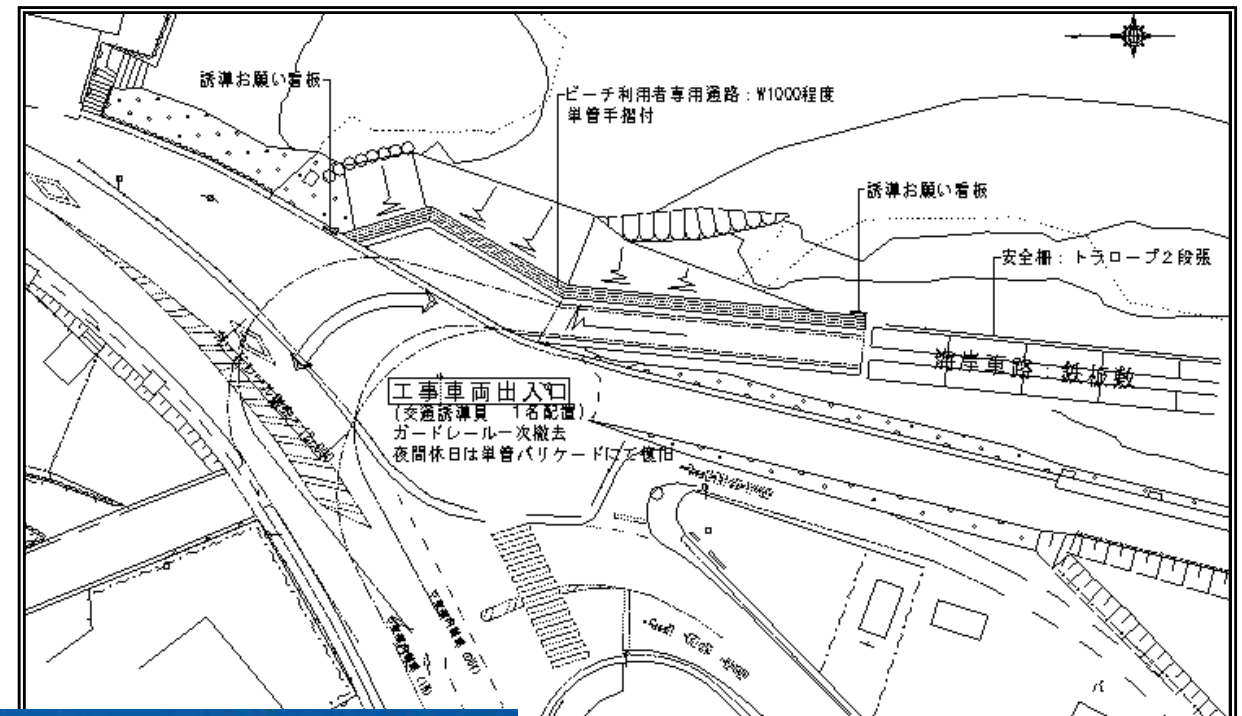 誘導お願い看板
ビーチ利用者専用通路：W1000程度
単管手摺付
誘導お願い看板
安全柵：トラロープ２段張
海岸車路：鉄板敷
工事車両出入口
(交通誘導員　1名配置)
ガードレール一次撤去
夜間休日は単管バリケードにて復旧